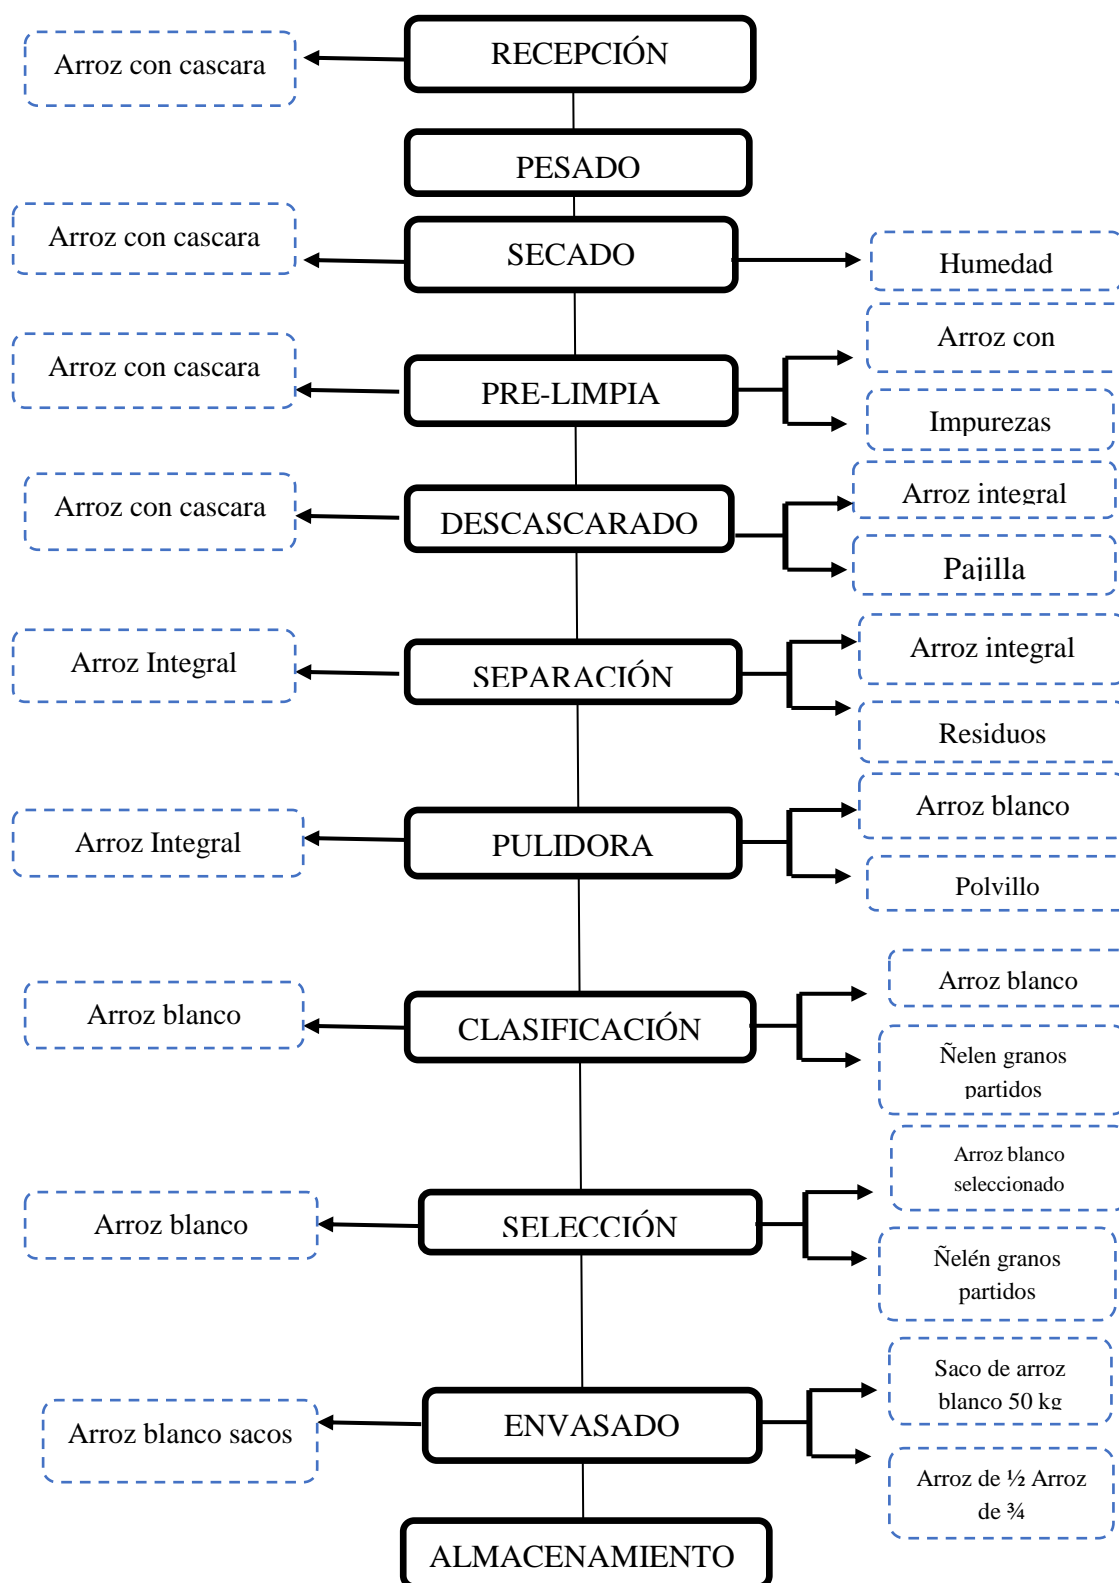 RECEPCIÓN
Arroz con cascara
PESADO
Arroz con cascara
SECADO
Humedad
Arroz con cascara
PRE-LIMPIA
Arroz con
Impurezas
Arroz con cascara
DESCASCARADO
Arroz integral
Pajilla
Arroz Integral
SEPARACIÓN
Arroz integral
Residuos
Arroz Integral
PULIDORA
Arroz blanco
Polvillo
Arroz blanco
CLASIFICACIÓN
Arroz blanco
Ñelen granos
partidos
Arroz blanco
SELECCIÓN
Arroz blanco
seleccionado
Ñelén granos
partidos
Arroz blanco sacos
ENVASADO
Saco de arroz
blanco 50 kg
Arroz de ½ Arroz
de ¾
ALMACENAMIENTO